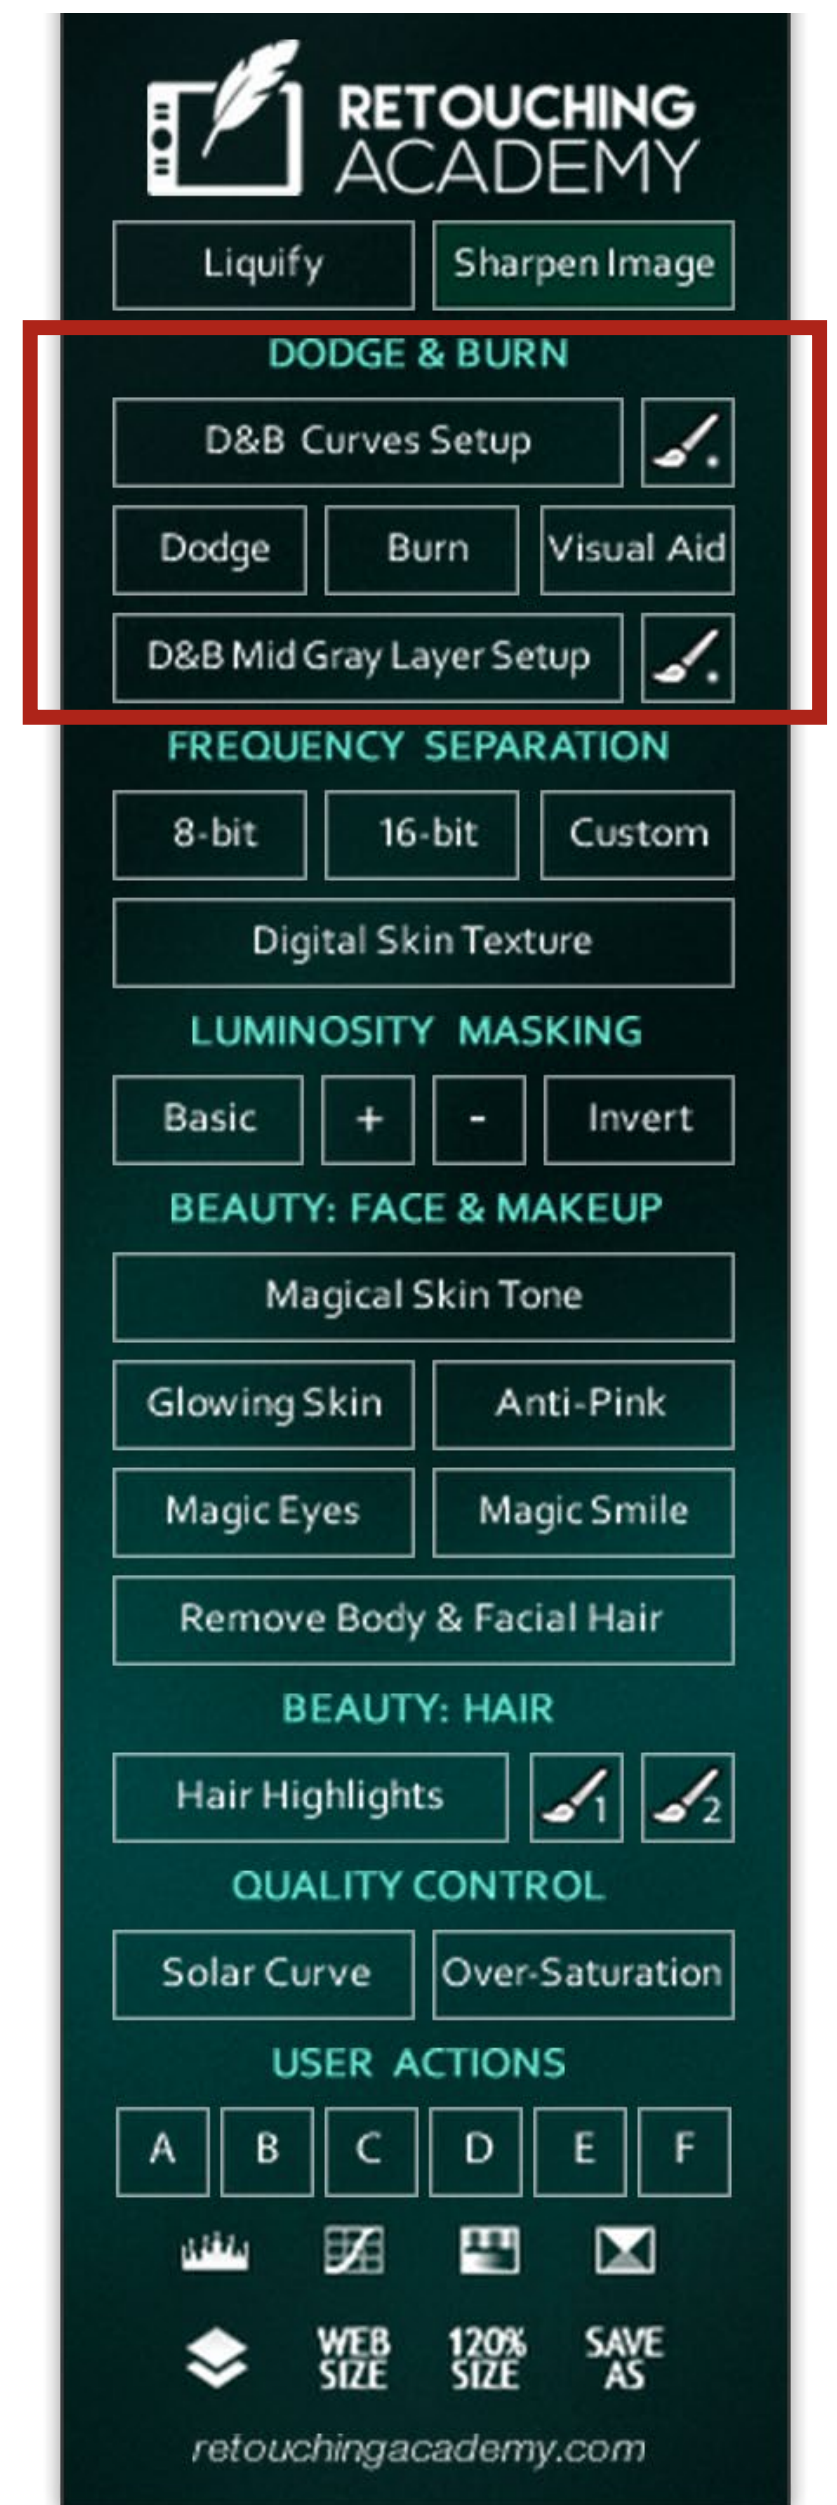 RETOUCHING
ACADEMY
Liquify Sharpen Image
DODGE & BURN
D&B Curves Setup
Dodge Burn Visual Aid
D&B Mid Gray Layer Setup
FREQUENCY SEPARATION
8-bit 16-bit Custom
Digital Skin Texture
LUMINOSITY MASKING
Basic + - Invert
BEAUTY: FACE & MAKEUP
Magical Skin Tone
Glowing Skin Anti-Pink
Magic Eyes Magic Smile
Remove Body & Facial Hair
BEAUTY: HAIR
Hair Highlights 1 2
QUALITY CONTROL
Solar Curve Over-Saturation
USER ACTIONS
A B C D E F
WEB 120% SAVE
SIZE SIZE AS
retouchingacademy.com